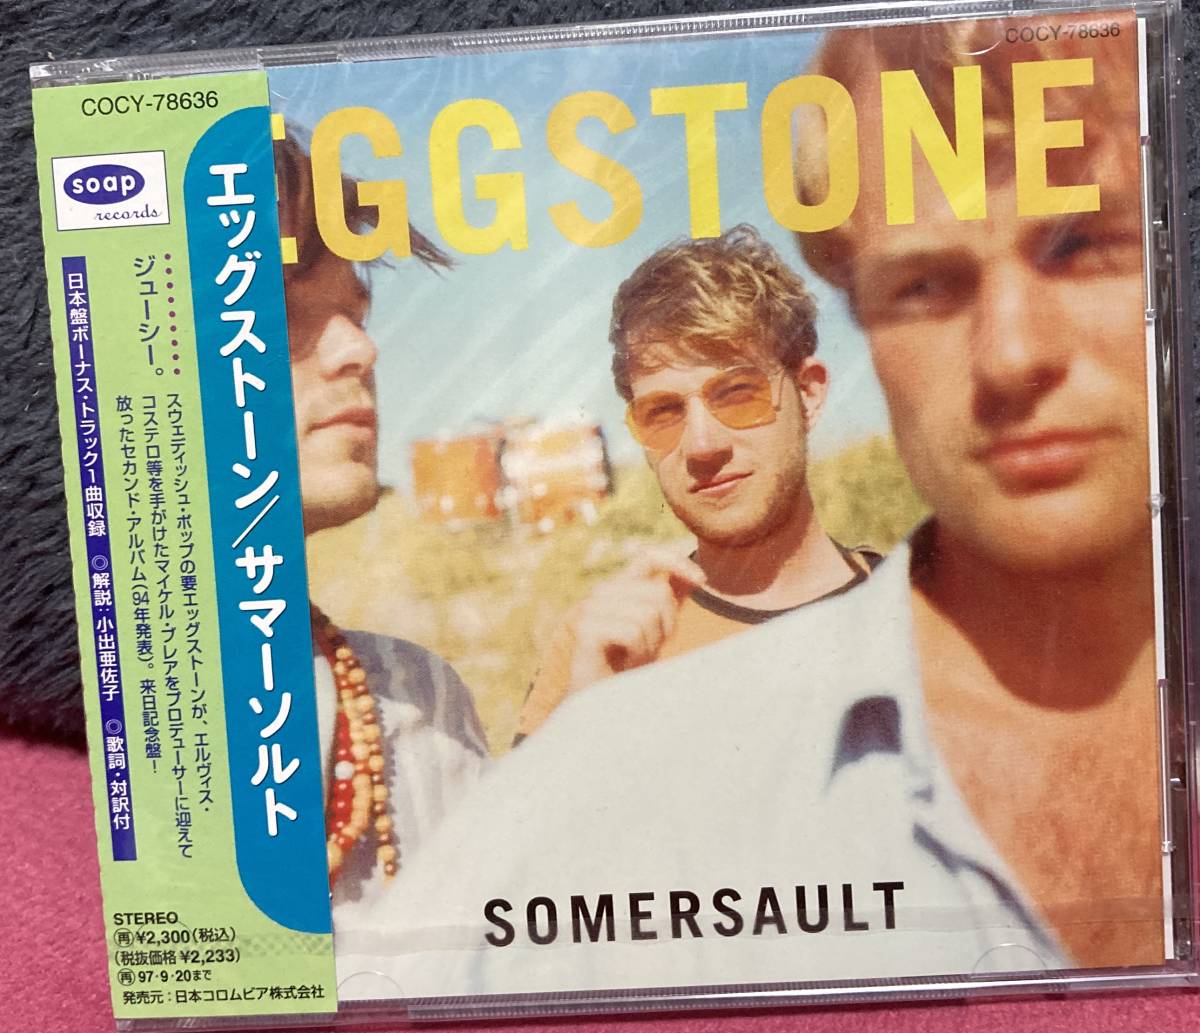 COCY-78636
soap
records
エッグストーン/サマーソルト
ジューシー。
スウェディッシュ・ポップの要エッグストーンが、エルヴィス・
コステロ等を手がけたマイケル・ブレアをプロデューサーに迎えて
放ったセカンド・アルバム(94年発表)。来日記念盤!
日本盤ボーナス・トラック1曲収録 ◎解説:小出亜佐子 ◎歌詞・対訳付
STEREO
再¥2,300(税込)
(税抜価格 ¥2,233)
再97・9・20まで
発売元:日本コロムビア株式会社
COCY-78636
EGGSTONE
SOMERSAULT